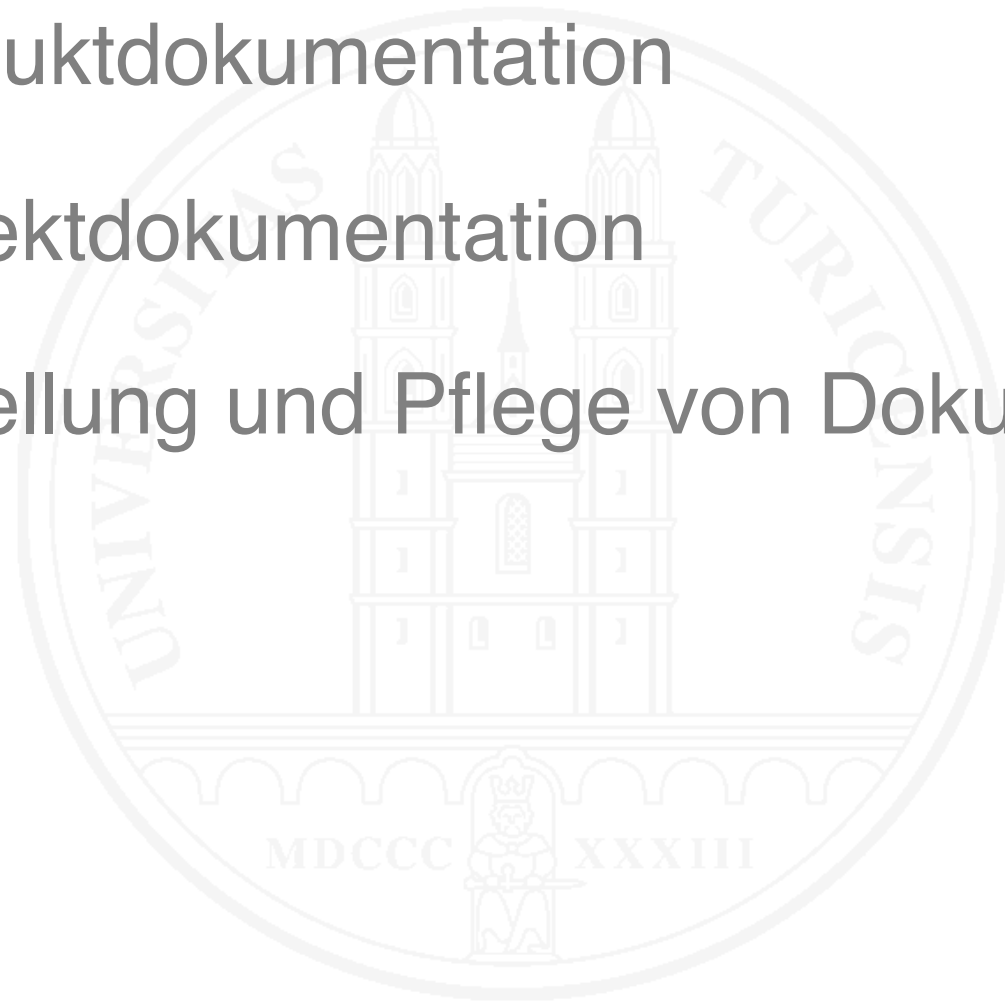 uktdokumentation
ektdokumentation
ellung und Pflege von Doku
UNIVERSITAS TURICENSIS
MDCCC XXXIII